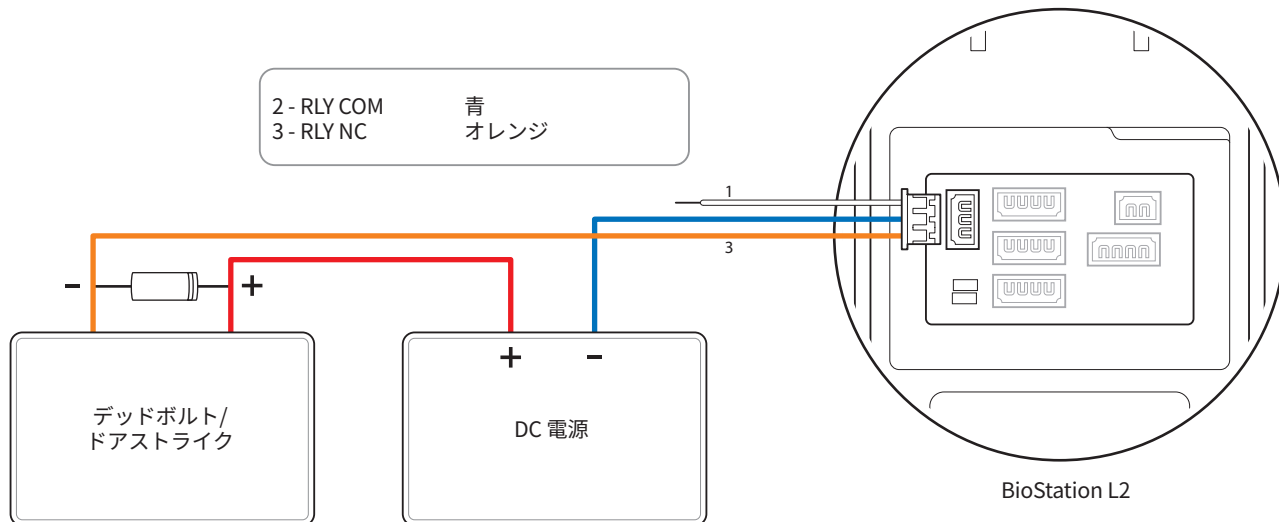 2 - RLY COM 青
3 - RLY NC オレンジ
1
3
- +
+ -
デッドボルト/
ドアストライク
DC 電源
BioStation L2